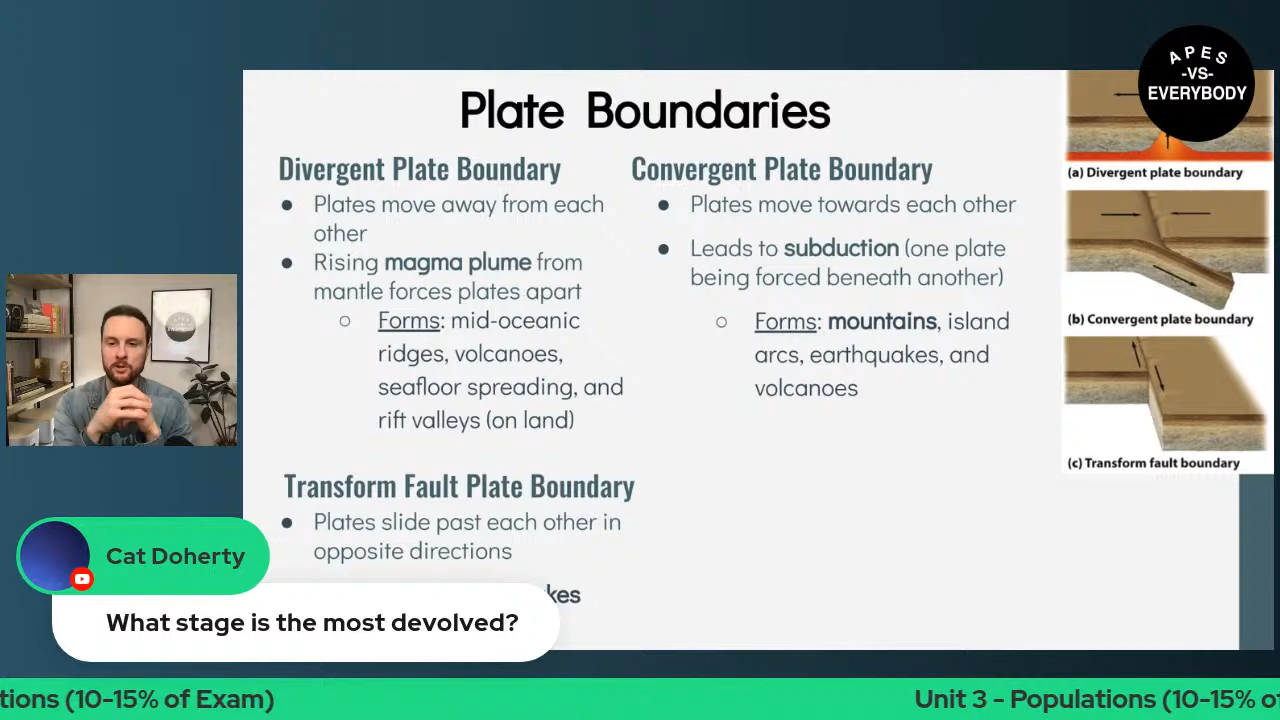 APES
-VS-
EVERYBODY
Plate Boundaries
Divergent Plate Boundary
● Plates move away from each
other
● Rising magma plume from
mantle forces plates apart
○ Forms: mid-oceanic
ridges, volcanoes,
seafloor spreading, and
rift valleys (on land)
Convergent Plate Boundary
● Plates move towards each other
● Leads to subduction (one plate
being forced beneath another)
○ Forms: mountains, island
arcs, earthquakes, and
volcanoes
(a) Divergent plate boundary
(b) Convergent plate boundary
(c) Transform fault boundary
Transform Fault Plate Boundary
● Plates slide past each other in
opposite directions
kes
Cat Doherty
What stage is the most devolved?
tions (10-15% of Exam)
Unit 3 - Populations (10-15% of